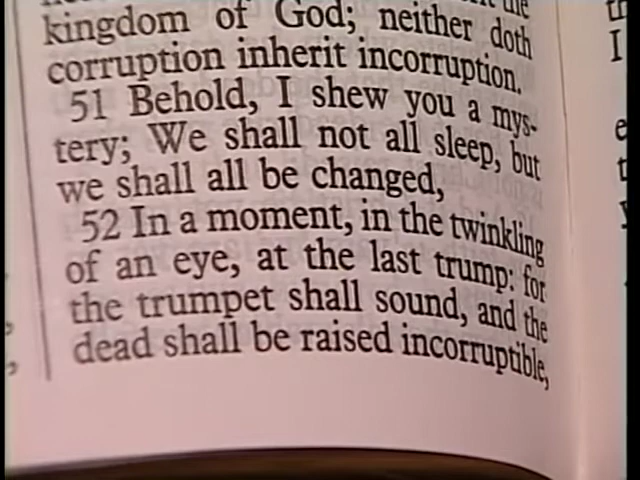 the
kingdom of God; neither doth
corruption inherit incorruption.
51 Behold, I shew you a mys-
tery; We shall not all sleep, but
we shall all be changed,
52 In a moment, in the twinkling
of an eye, at the last trump: for
the trumpet shall sound, and the
dead shall be raised incorruptible,